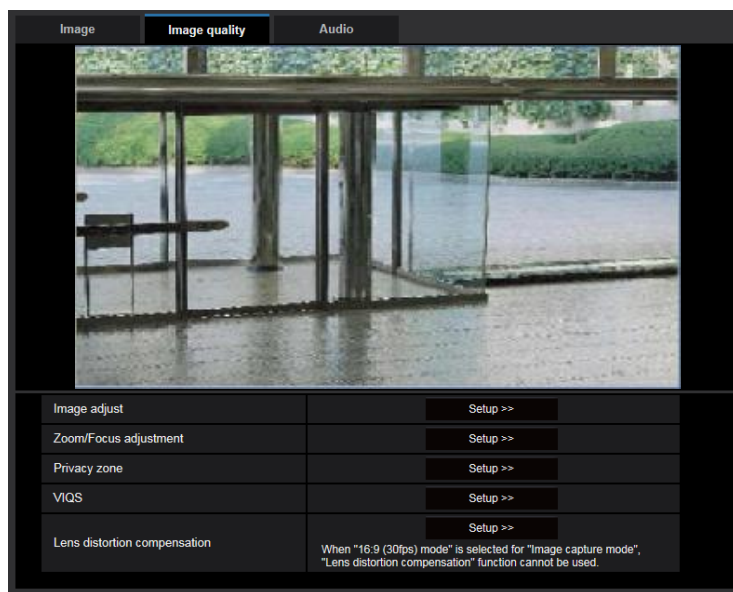 Image
Image quality
Audio
Image adjust
Setup >>
Zoom/Focus adjustment
Setup >>
Privacy zone
Setup >>
VIQS
Setup >>
Lens distortion compensation
Setup >>
When "16:9 (30fps) mode" is selected for "Image capture mode",
"Lens distortion compensation" function cannot be used.